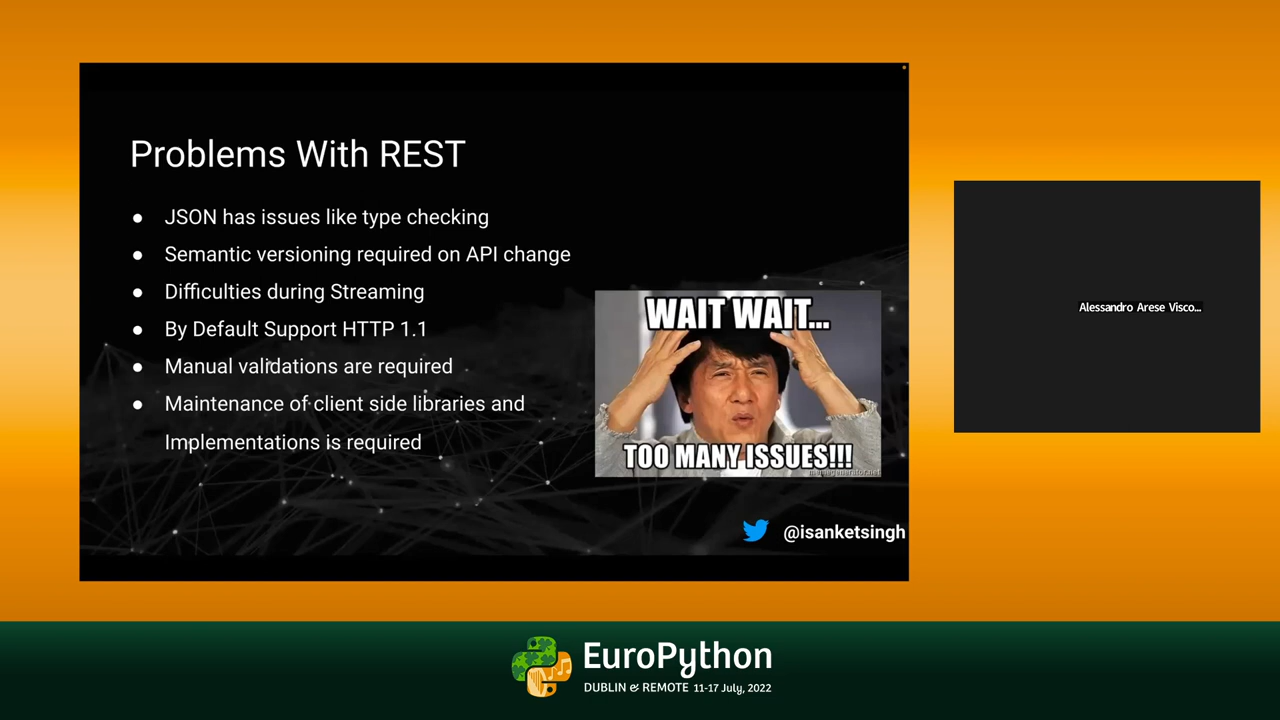 Problems With REST
● JSON has issues like type checking
● Semantic versioning required on API change
● Difficulties during Streaming
● By Default Support HTTP 1.1
● Manual validations are required
● Maintenance of client side libraries and
Implementations is required
WAIT WAIT...
TOO MANY ISSUES!!!
memegenerator.net
@isanketsingh
Alessandro Arese Visco...
EuroPython
DUBLIN & REMOTE 11-17 July, 2022